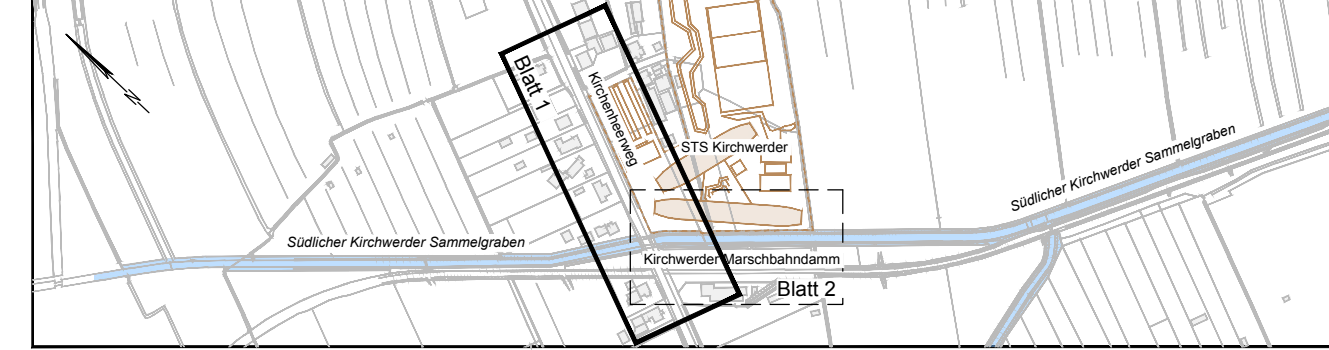 N
Blatt 1
Kirchenheerweg
STS Kirchwerder
Südlicher Kirchwerder Sammelgraben
Südlicher Kirchwerder Sammelgraben
Kirchwerder Marschbahndamm
Blatt 2